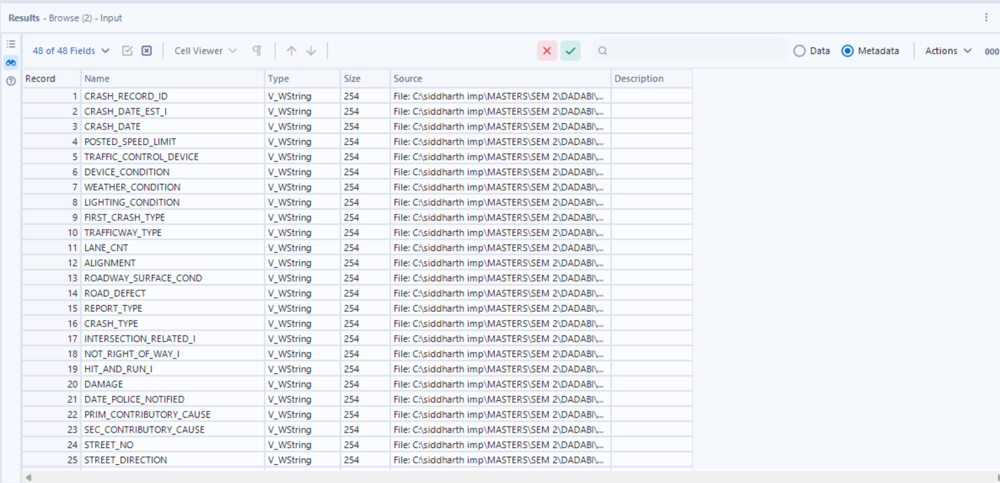 Results - Browse (2) - Input
48 of 48 Fields Cell Viewer Data Metadata Actions 000
Record Name Type Size Source Description
1 CRASH_RECORD_ID V_WString 254 File: C:\siddharth imp\MASTERS\SEM 2\DADABI\...
2 CRASH_DATE_EST_I V_WString 254 File: C:\siddharth imp\MASTERS\SEM 2\DADABI\...
3 CRASH_DATE V_WString 254 File: C:\siddharth imp\MASTERS\SEM 2\DADABI\...
4 POSTED_SPEED_LIMIT V_WString 254 File: C:\siddharth imp\MASTERS\SEM 2\DADABI\...
5 TRAFFIC_CONTROL_DEVICE V_WString 254 File: C:\siddharth imp\MASTERS\SEM 2\DADABI\...
6 DEVICE_CONDITION V_WString 254 File: C:\siddharth imp\MASTERS\SEM 2\DADABI\...
7 WEATHER_CONDITION V_WString 254 File: C:\siddharth imp\MASTERS\SEM 2\DADABI\...
8 LIGHTING_CONDITION V_WString 254 File: C:\siddharth imp\MASTERS\SEM 2\DADABI\...
9 FIRST_CRASH_TYPE V_WString 254 File: C:\siddharth imp\MASTERS\SEM 2\DADABI\...
10 TRAFFICWAY_TYPE V_WString 254 File: C:\siddharth imp\MASTERS\SEM 2\DADABI\...
11 LANE_CNT V_WString 254 File: C:\siddharth imp\MASTERS\SEM 2\DADABI\...
12 ALIGNMENT V_WString 254 File: C:\siddharth imp\MASTERS\SEM 2\DADABI\...
13 ROADWAY_SURFACE_COND V_WString 254 File: C:\siddharth imp\MASTERS\SEM 2\DADABI\...
14 ROAD_DEFECT V_WString 254 File: C:\siddharth imp\MASTERS\SEM 2\DADABI\...
15 REPORT_TYPE V_WString 254 File: C:\siddharth imp\MASTERS\SEM 2\DADABI\...
16 CRASH_TYPE V_WString 254 File: C:\siddharth imp\MASTERS\SEM 2\DADABI\...
17 INTERSECTION_RELATED_I V_WString 254 File: C:\siddharth imp\MASTERS\SEM 2\DADABI\...
18 NOT_RIGHT_OF_WAY_I V_WString 254 File: C:\siddharth imp\MASTERS\SEM 2\DADABI\...
19 HIT_AND_RUN_I V_WString 254 File: C:\siddharth imp\MASTERS\SEM 2\DADABI\...
20 DAMAGE V_WString 254 File: C:\siddharth imp\MASTERS\SEM 2\DADABI\...
21 DATE_POLICE_NOTIFIED V_WString 254 File: C:\siddharth imp\MASTERS\SEM 2\DADABI\...
22 PRIM_CONTRIBUTORY_CAUSE V_WString 254 File: C:\siddharth imp\MASTERS\SEM 2\DADABI\...
23 SEC_CONTRIBUTORY_CAUSE V_WString 254 File: C:\siddharth imp\MASTERS\SEM 2\DADABI\...
24 STREET_NO V_WString 254 File: C:\siddharth imp\MASTERS\SEM 2\DADABI\...
25 STREET_DIRECTION V_WString 254 File: C:\siddharth imp\MASTERS\SEM 2\DADABI\...